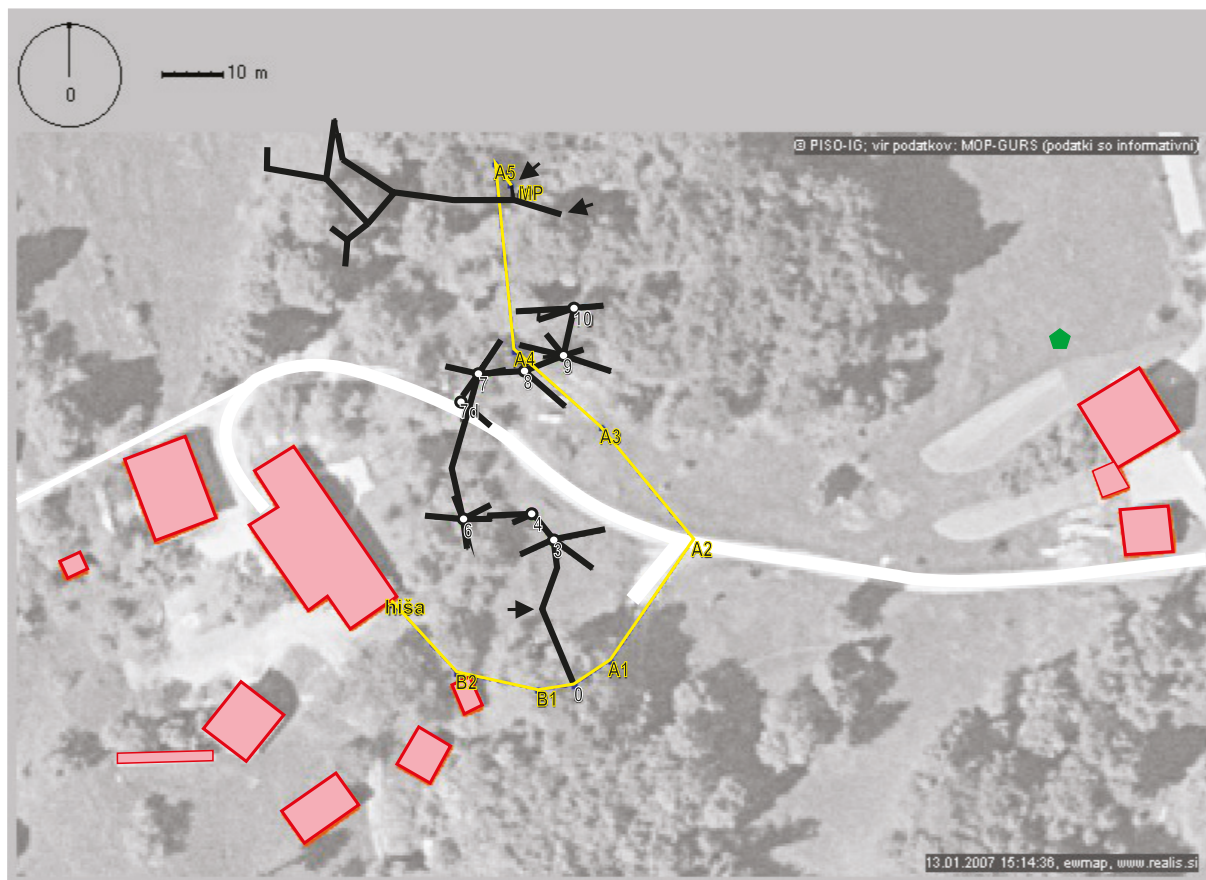 0
10 m
© PISO-IG; vir podatkov: MOP-GURS (podatki so informativni)
A5
MP
10
A4
9
8
7
7d
A3
4
6
3
A2
hiša
A1
B2
B1
0
13.01.2007 15:14:36, ewmap, www.realis.si